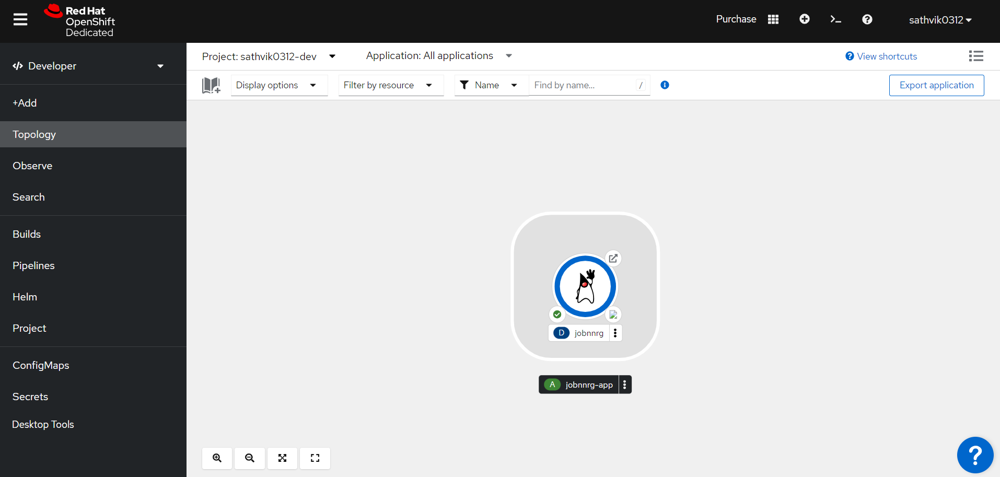 Red Hat
OpenShift
Dedicated
Purchase
sathvik0312
Developer
+Add
Topology
Observe
Search
Builds
Pipelines
Helm
Project
ConfigMaps
Secrets
Desktop Tools
Project: sathvik0312-dev
Application: All applications
View shortcuts
Display options
Filter by resource
Name
Find by name...
/
Export application
D jobnnrg
A jobnnrg-app